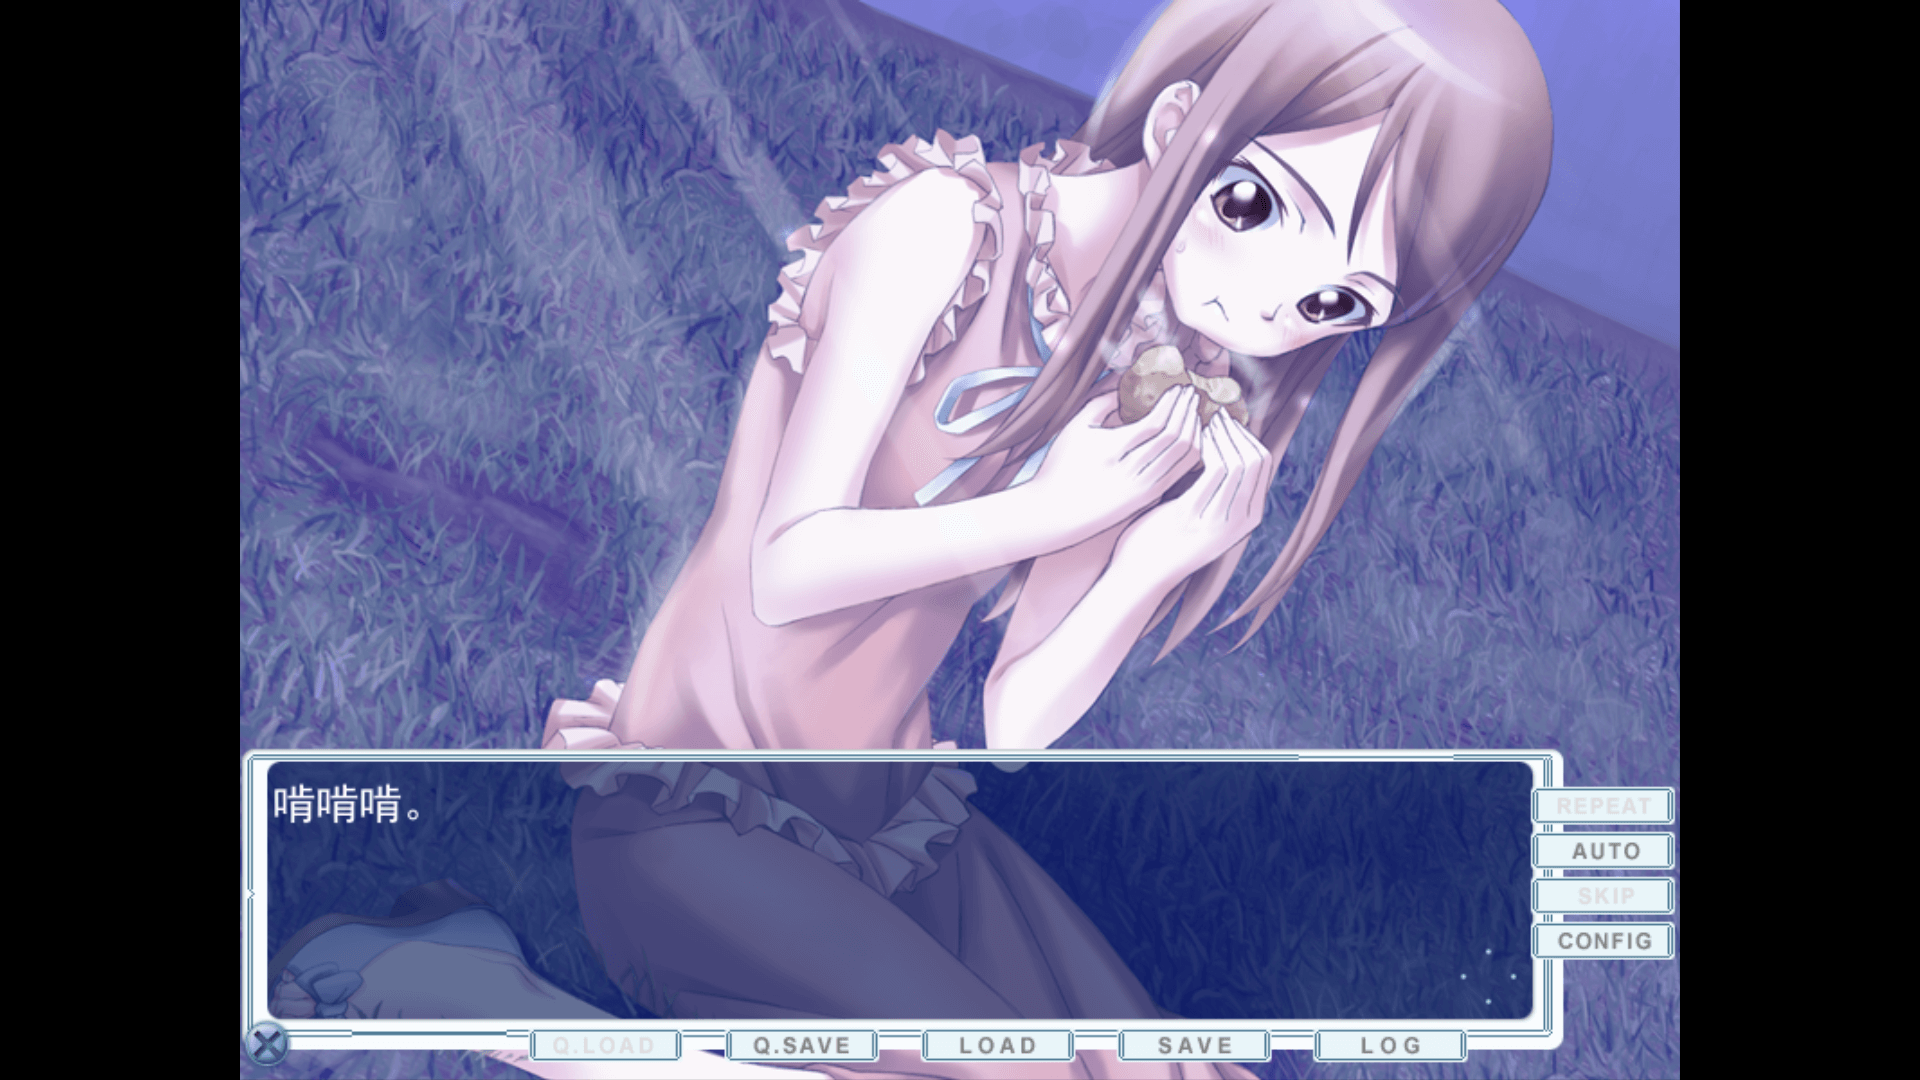 啃啃啃。
REPEAT
AUTO
SKIP
CONFIG
Q.LOAD
Q.SAVE
LOAD
SAVE
LOG